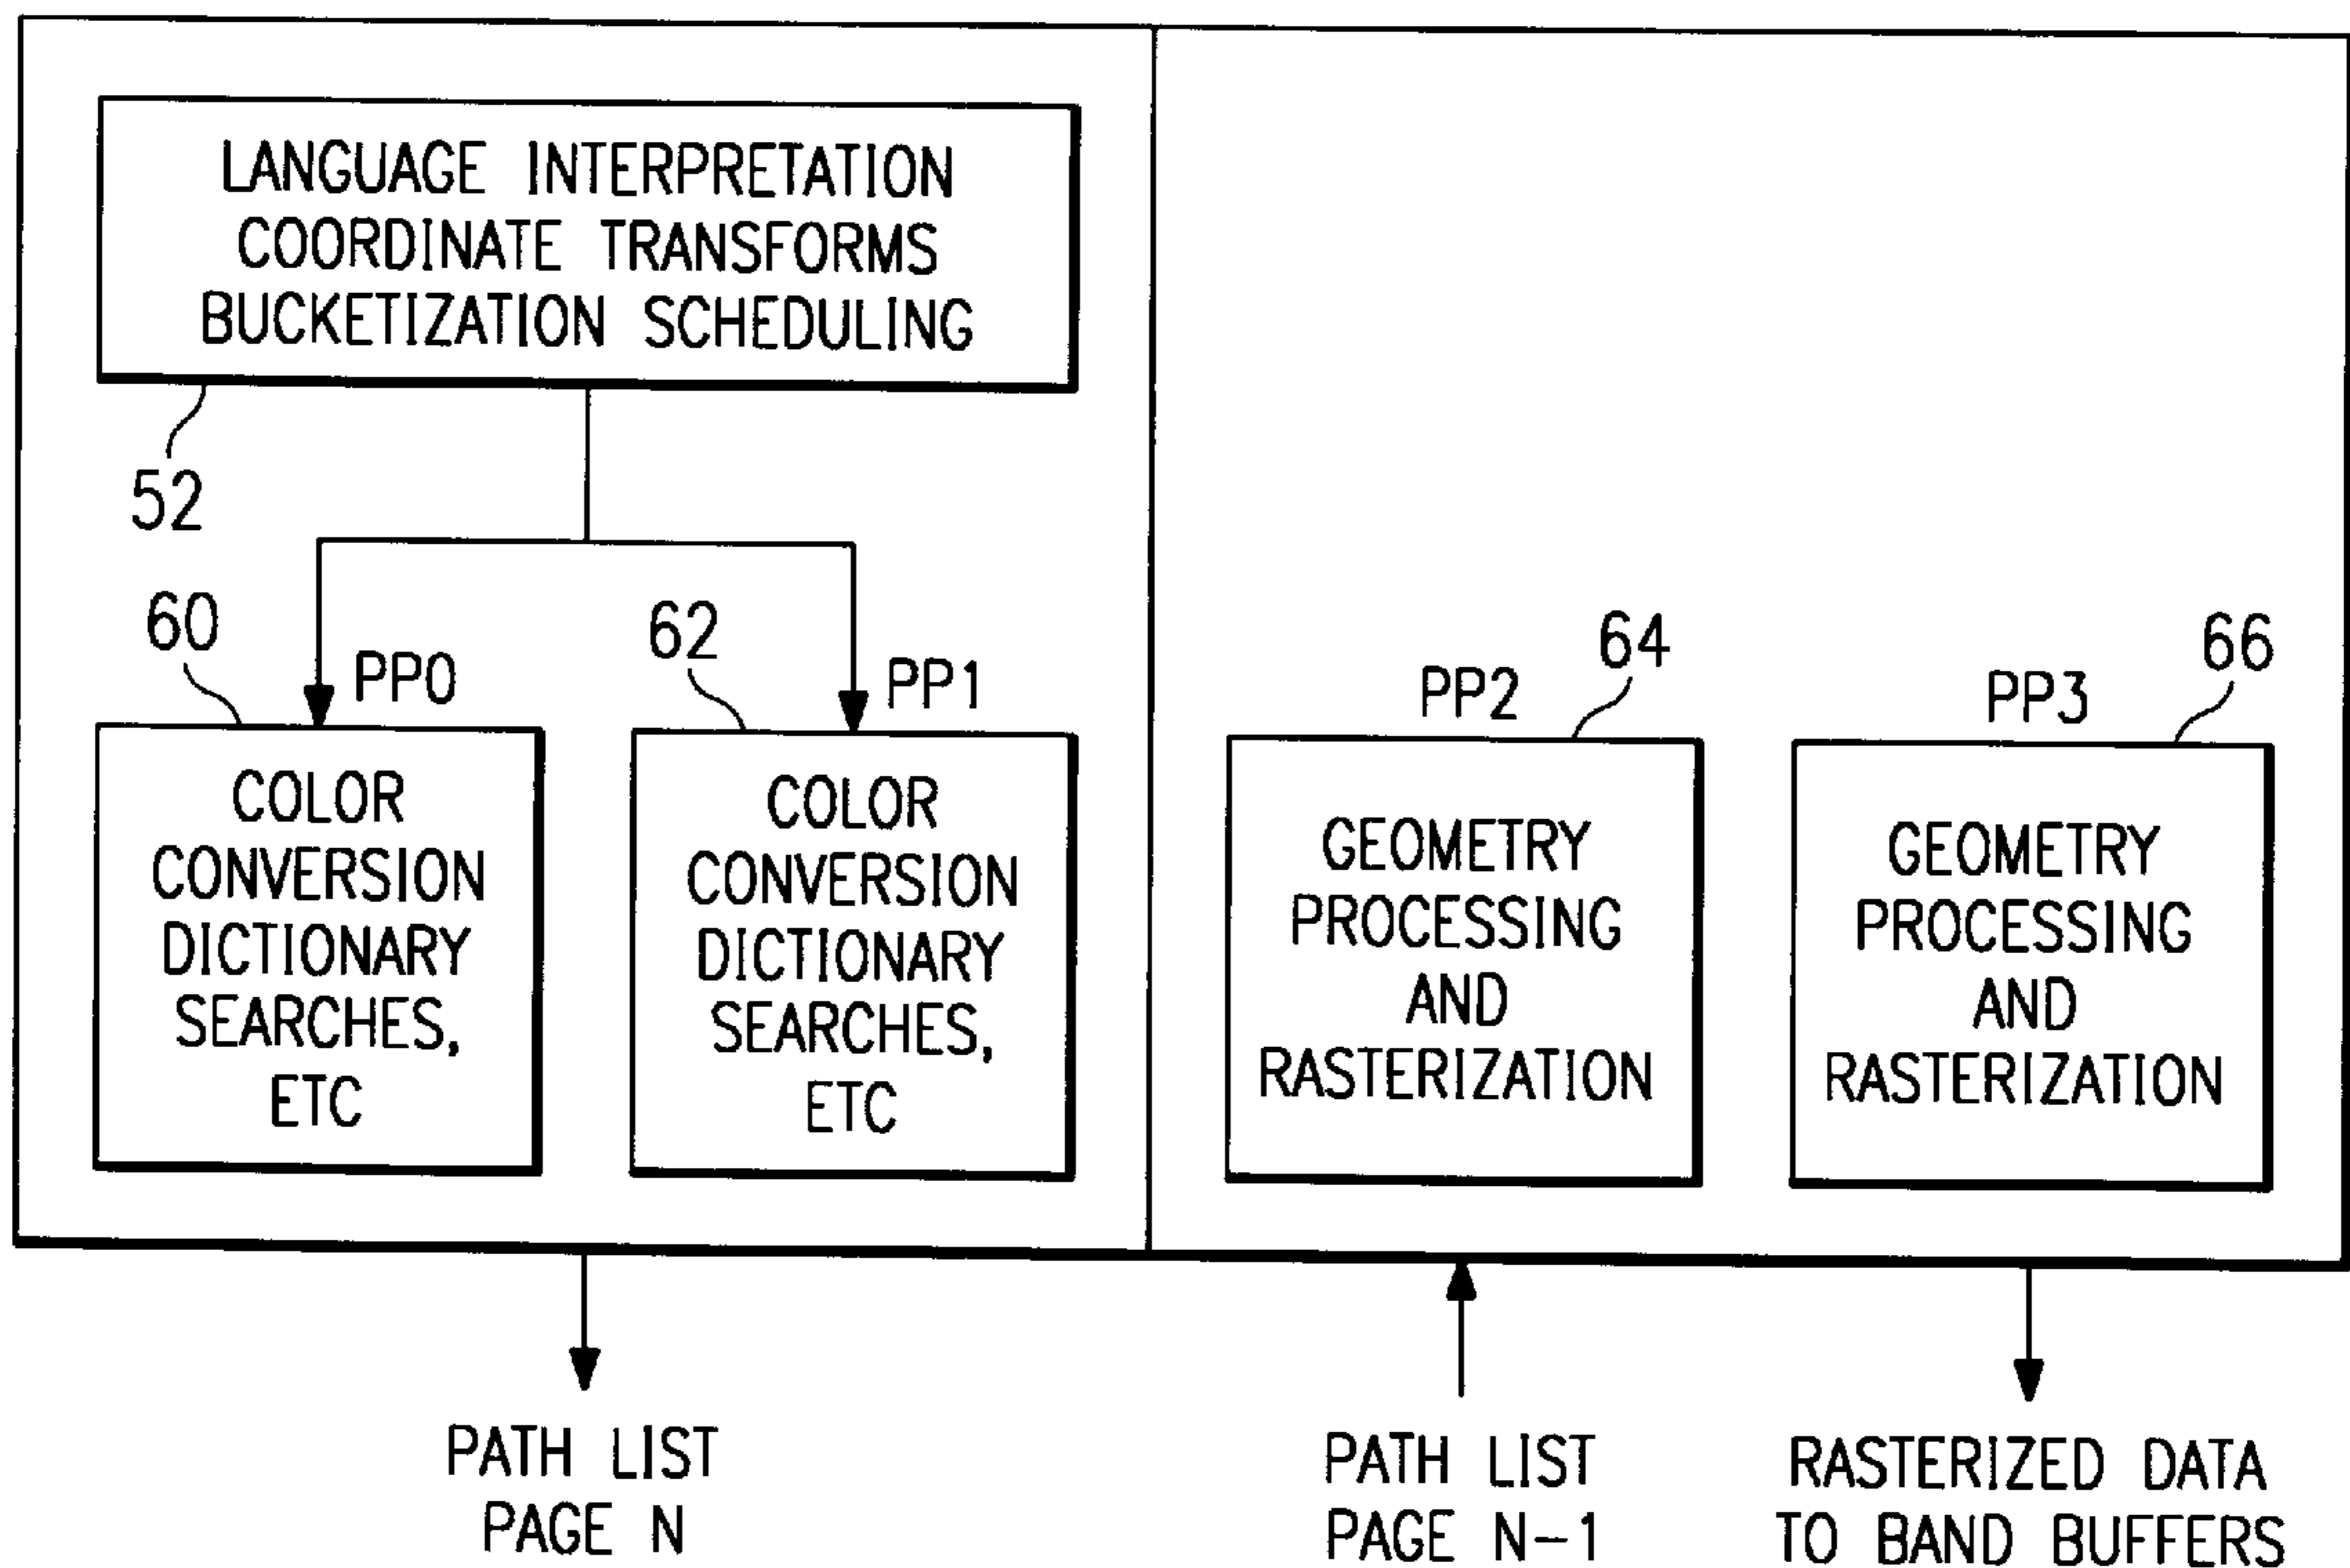 LANGUAGE INTERPRETATION
COORDINATE TRANSFORMS
BUCKETIZATION SCHEDULING
52
60
PP0
62
PP1
PP2
64
PP3
66
COLOR
CONVERSION
DICTIONARY
SEARCHES,
ETC
COLOR
CONVERSION
DICTIONARY
SEARCHES,
ETC
GEOMETRY
PROCESSING
AND
RASTERIZATION
GEOMETRY
PROCESSING
AND
RASTERIZATION
PATH LIST
PAGE N
PATH LIST
PAGE N-1
RASTERIZED DATA
TO BAND BUFFERS